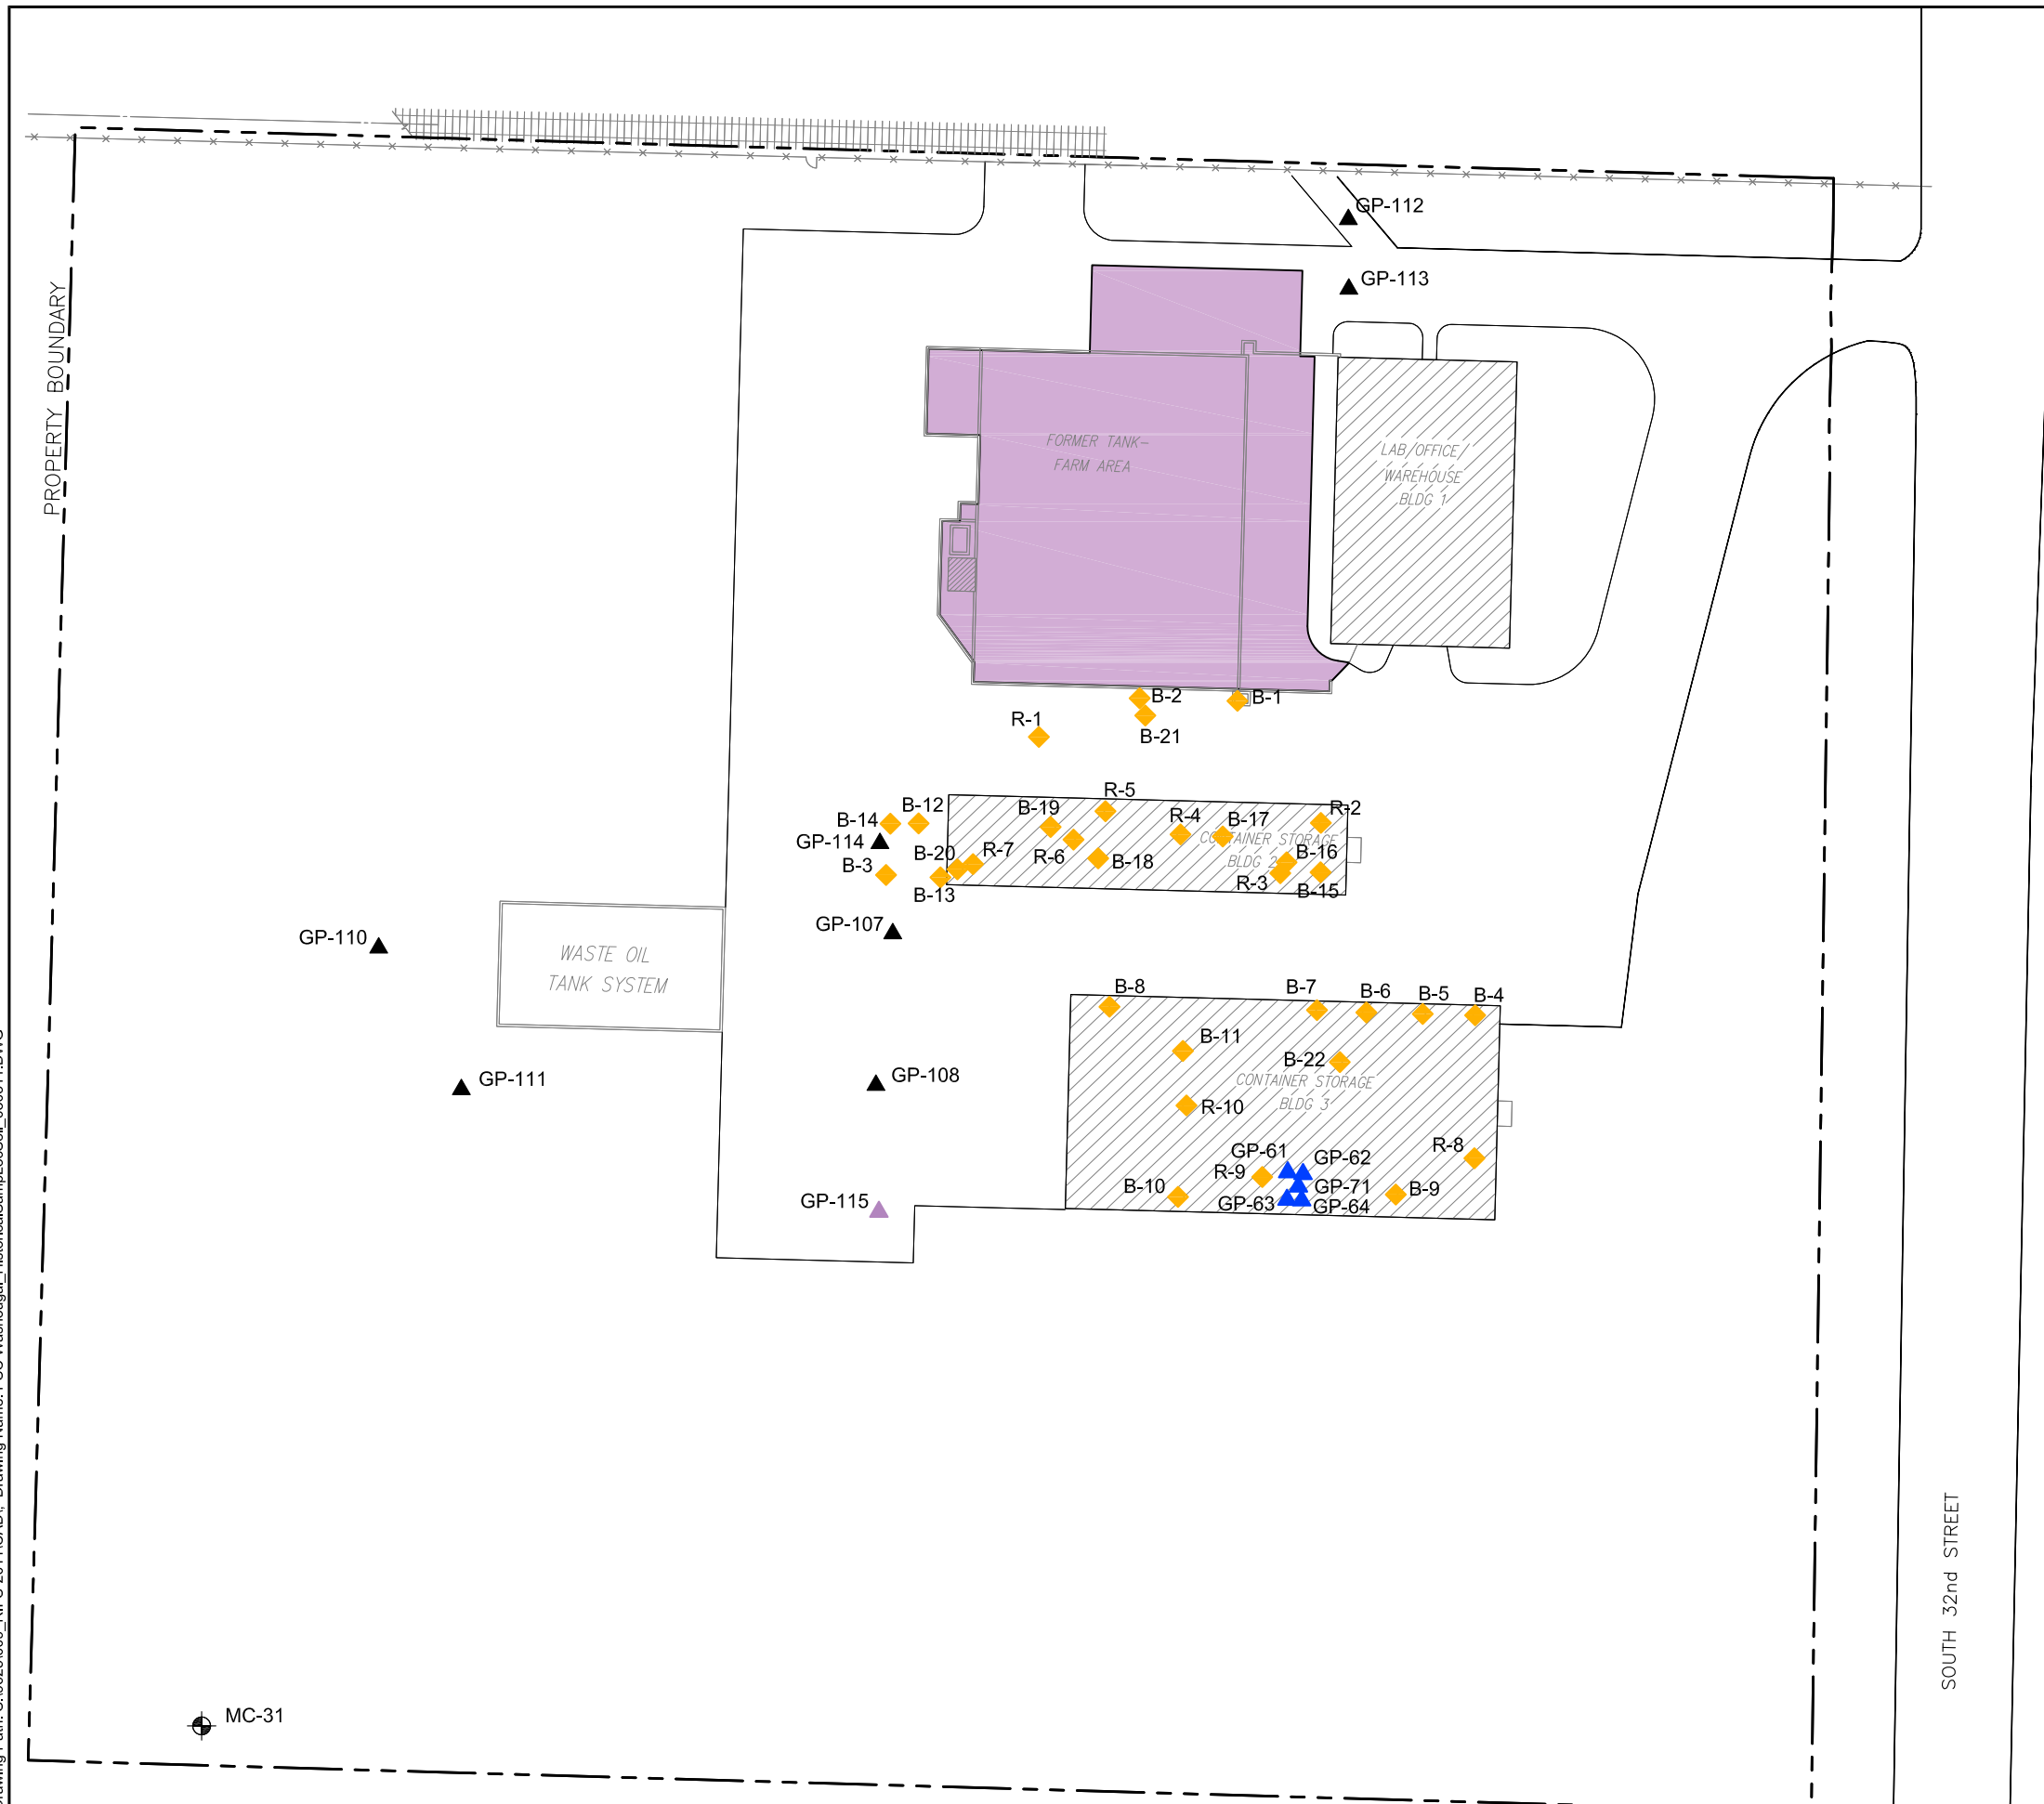 GP-112
GP-113
PROPERTY BOUNDARY
FORMER TANK-
FARM AREA
LAB/OFFICE/
WAREHOUSE
BLDG 1
B-2
B-1
R-1
B-21
R-5
B-19
B-12
B-14
R-4
B-17
R-2
GP-114
CONTAINER STORAGE
BLDG 2
B-20
R-7
R-6
B-18
B-16
B-3
B-13
R-3
B-15
GP-107
GP-110
WASTE OIL
TANK SYSTEM
B-8
B-7
B-6
B-5
B-4
B-11
B-22
GP-111
GP-108
CONTAINER STORAGE
BLDG 3
R-10
R-8
GP-61
GP-62
R-9
GP-71
B-10
B-9
GP-115
GP-63
GP-64
SOUTH 32nd STREET
MC-31